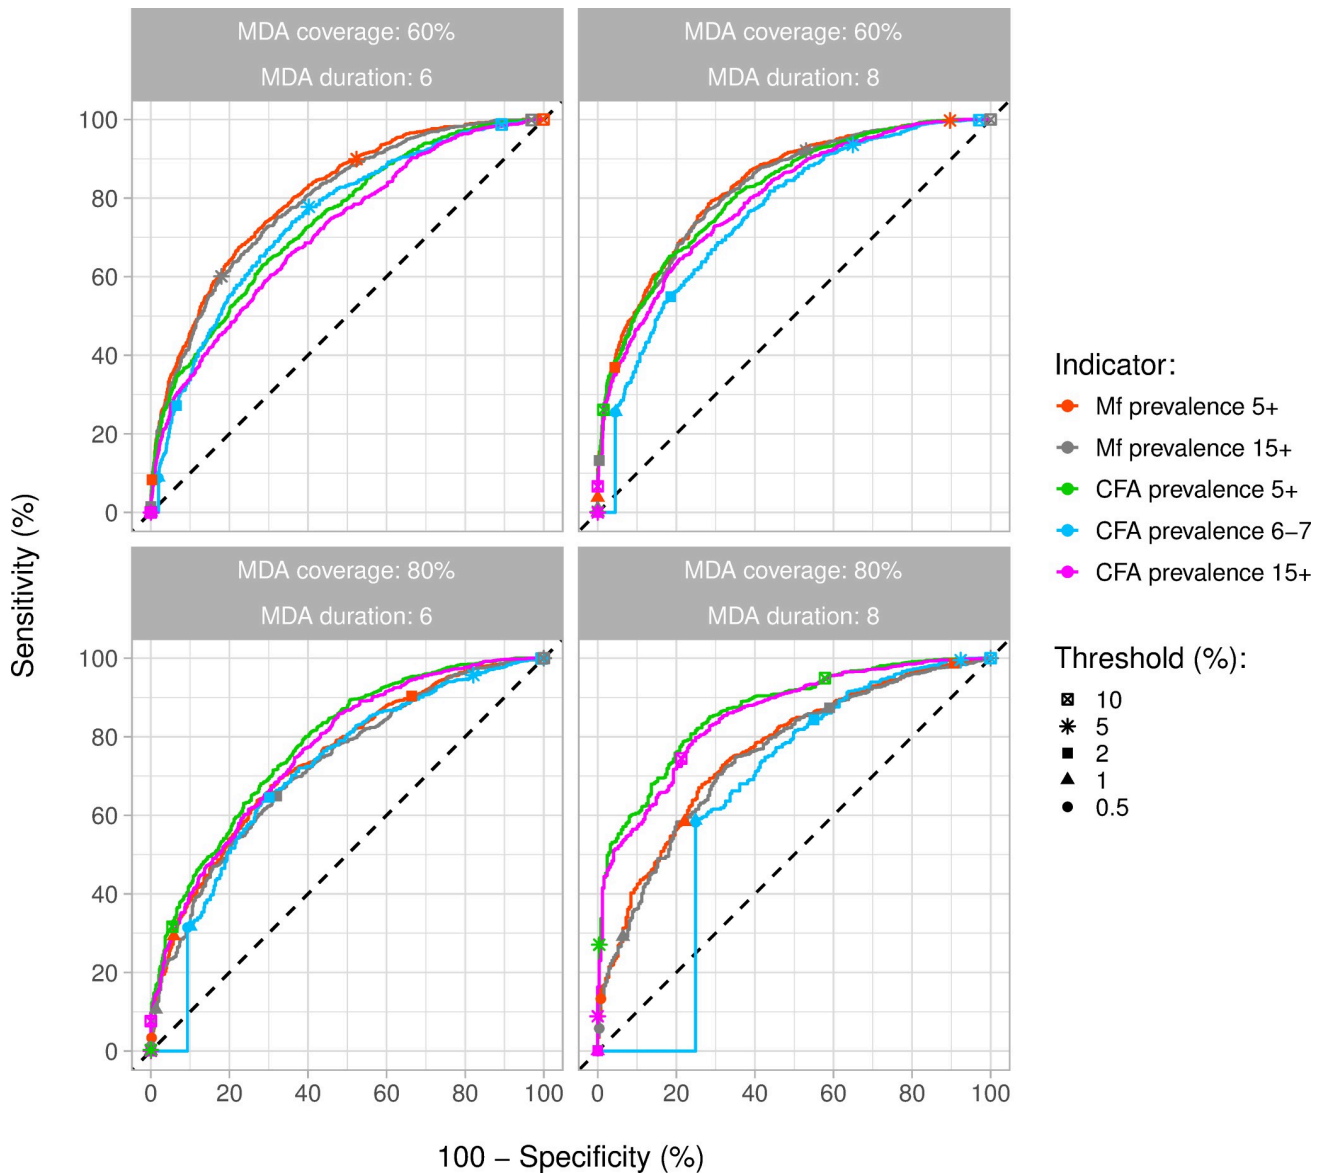 MDA coverage: 60%
MDA duration: 6
MDA coverage: 60%
MDA duration: 8
100
80
60
40
20
0
MDA coverage: 80%
MDA duration: 6
MDA coverage: 80%
MDA duration: 8
100
80
60
40
20
0
0 20 40 60 80 100
0 20 40 60 80 100
Sensitivity (%)
100 − Specificity (%)
Indicator:
Mf prevalence 5+
Mf prevalence 15+
CFA prevalence 5+
CFA prevalence 6−7
CFA prevalence 15+
Threshold (%):
10
5
2
1
0.5